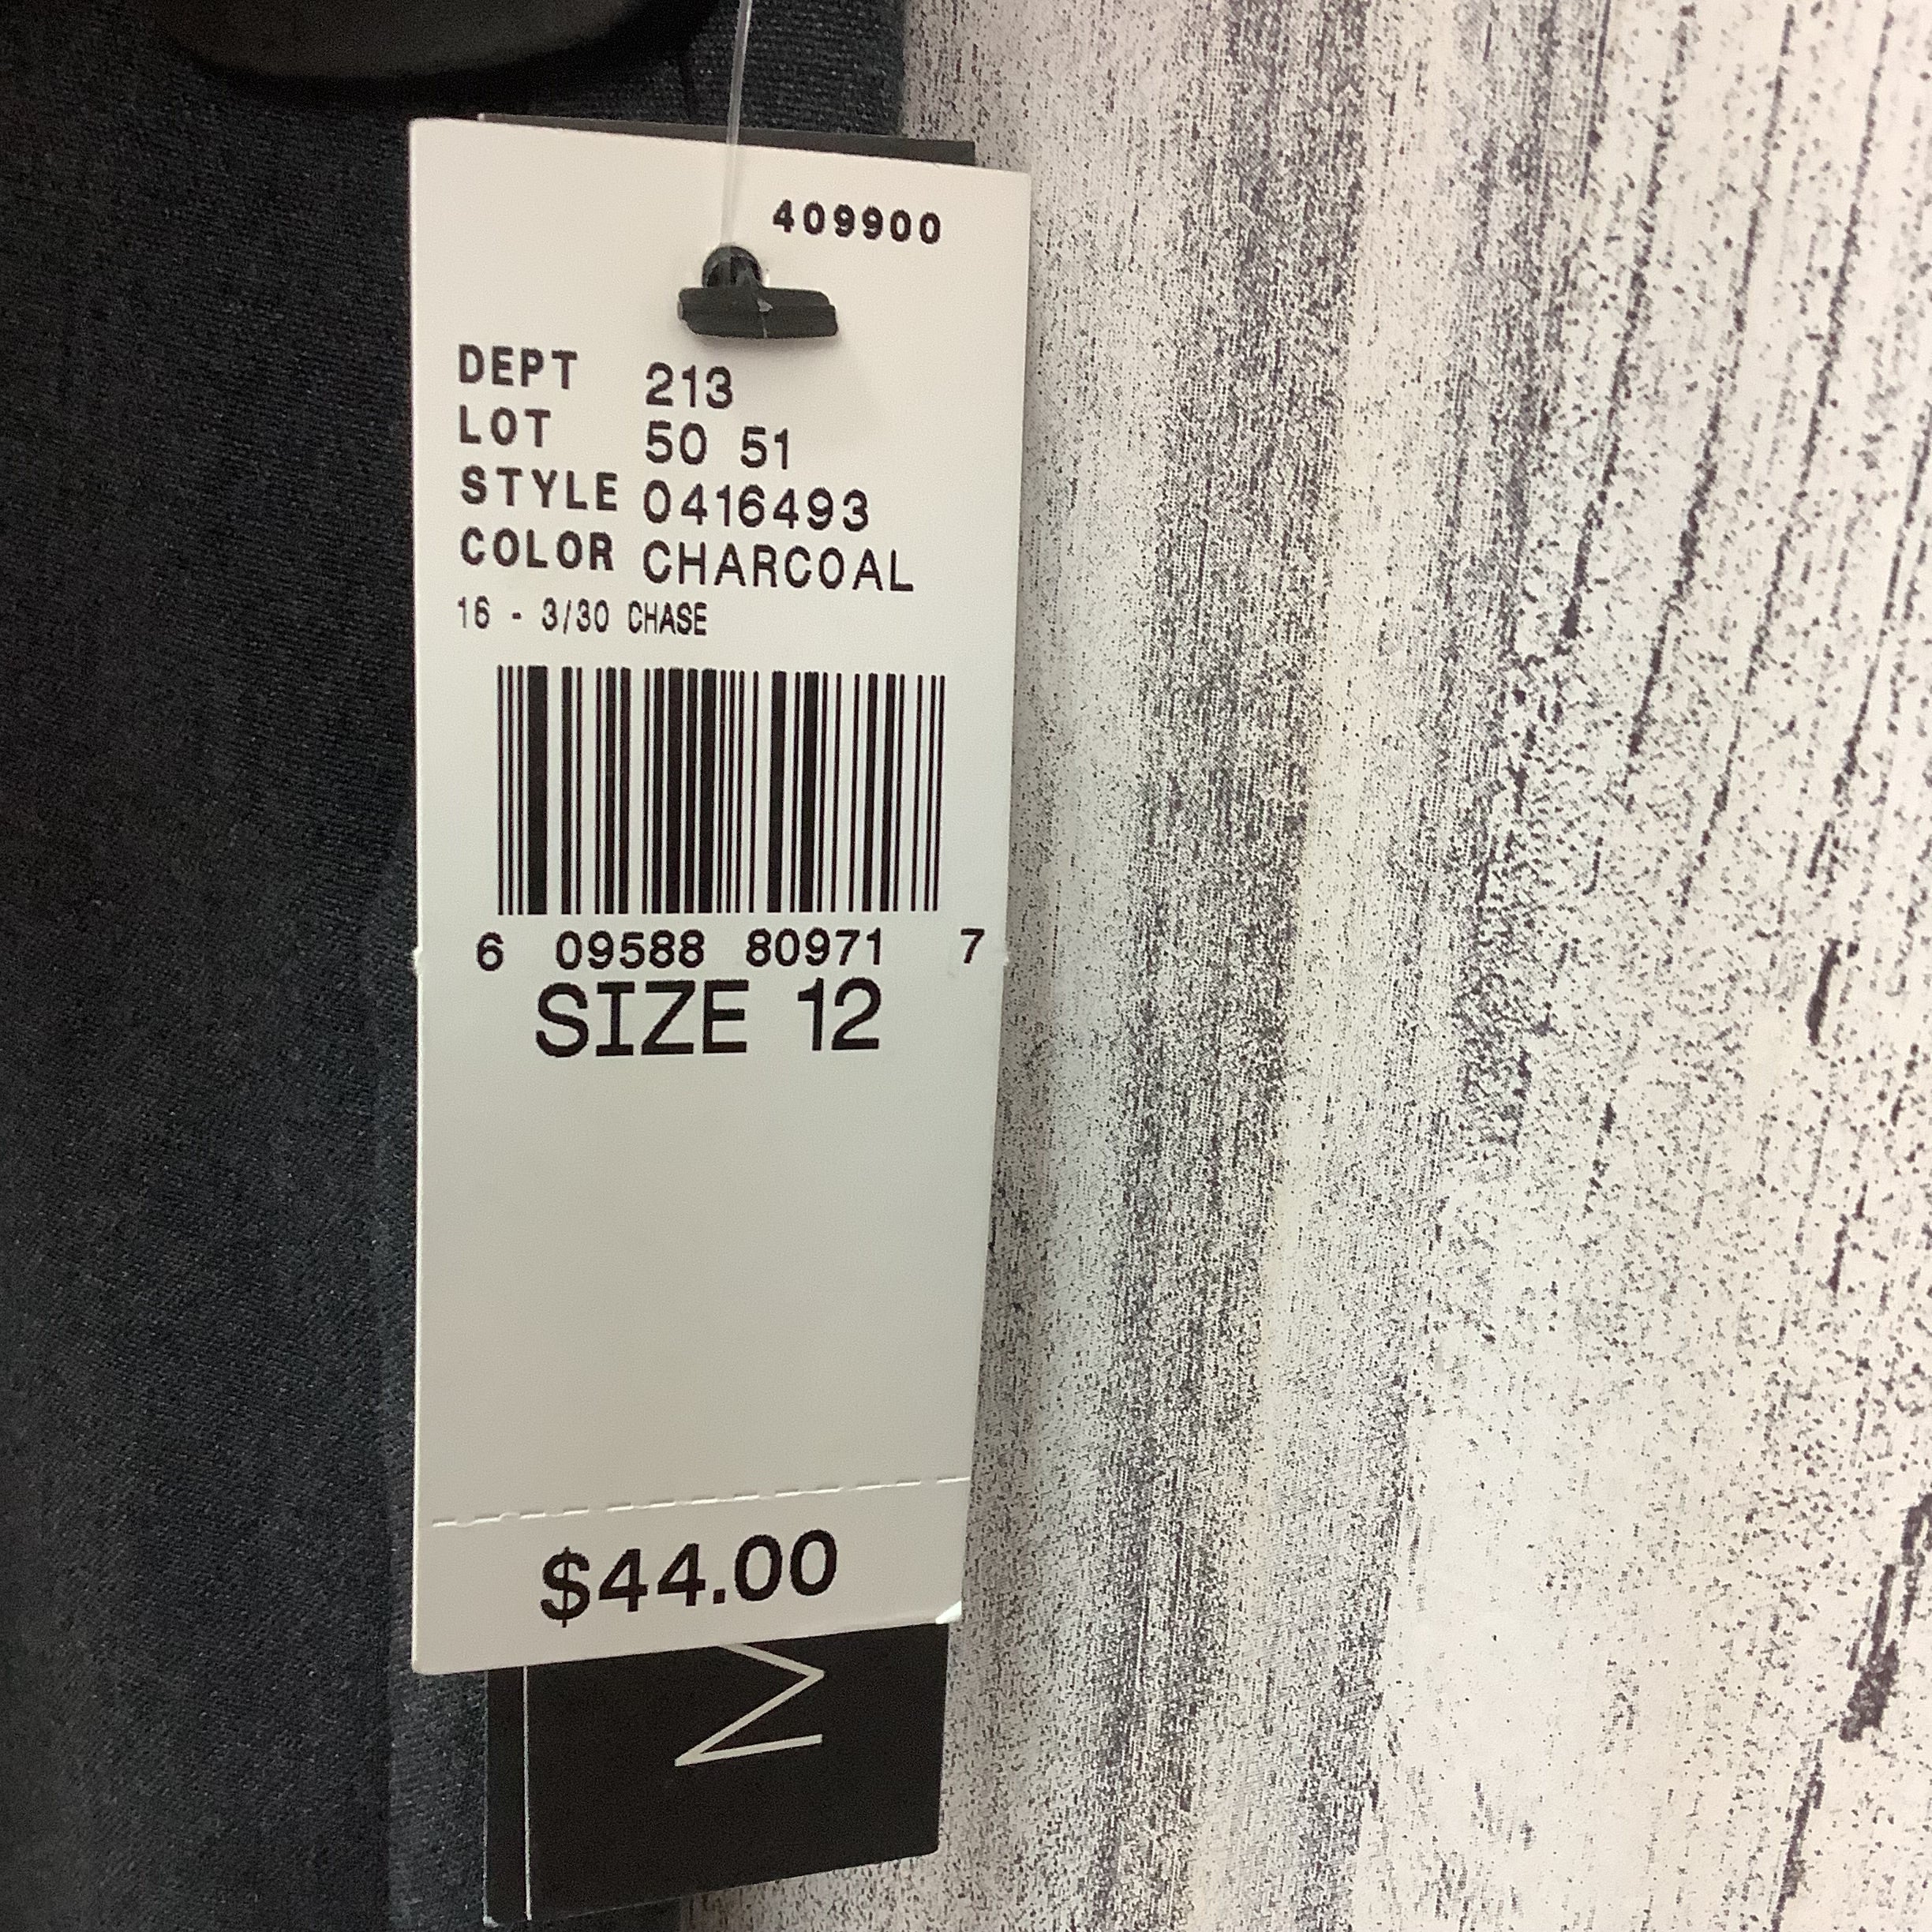 409900
DEPT 213
LOT 50 51
STYLE 0416493
COLOR CHARCOAL
16 - 3/30 CHASE
6 09588 80971 7
SIZE 12
$44.00
M